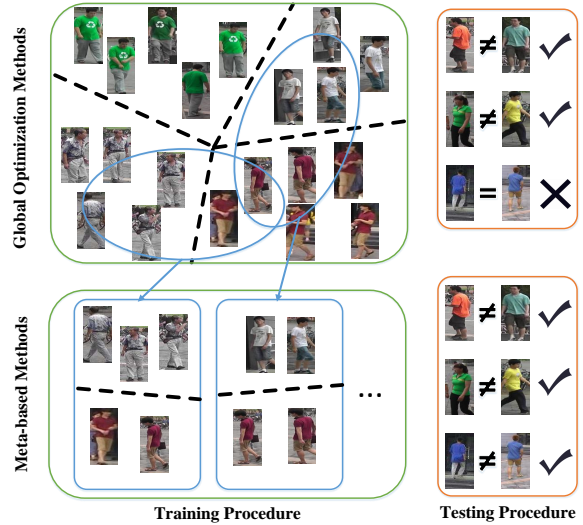 Global Optimization Methods
≠
≠
=
Meta-based Methods
≠
≠
≠
...
Training Procedure
Testing Procedure